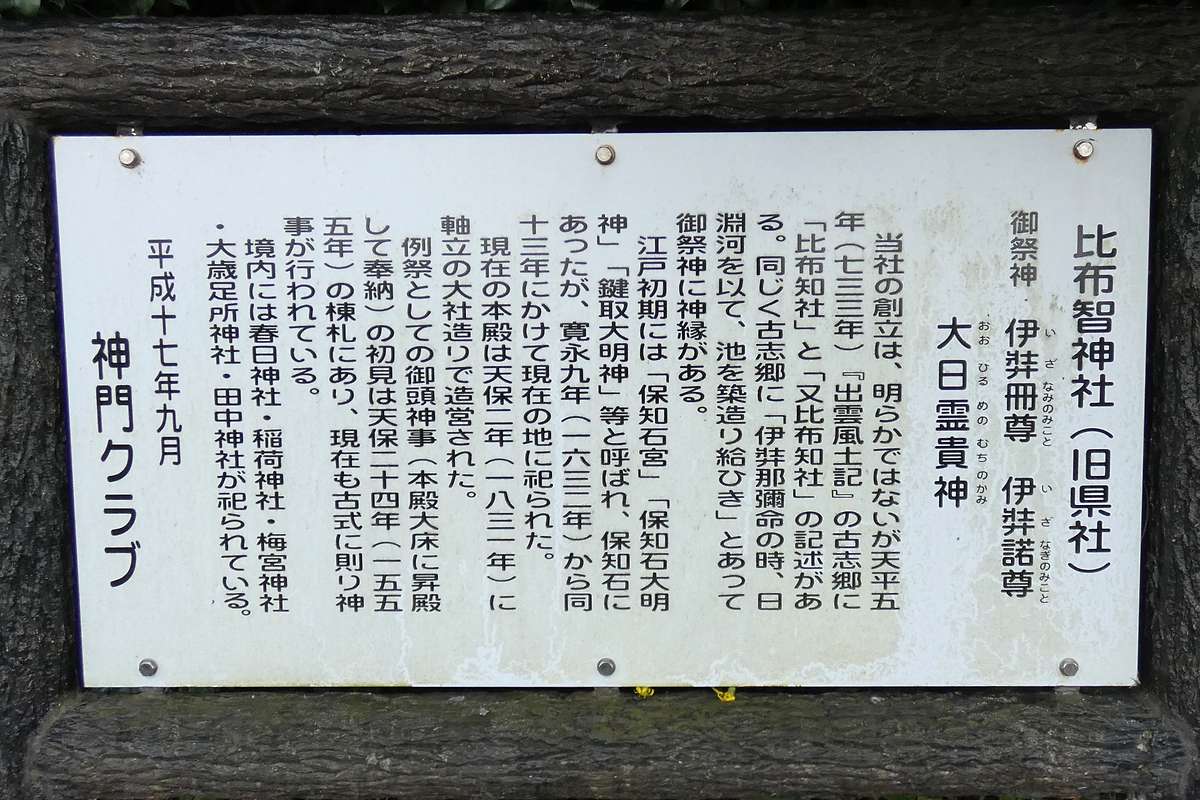 比布智神社（旧県社）
御祭神　伊弉冊尊　伊弉諾尊
い　ざ　なみのみこと　い　ざ　なぎのみこと
大日霊貴神
おお　ひる　めの　むちのかみ
当社の創立は、明らかではないが天平五
年（七三三年）『出雲風土記』の古志郷に
「比布知社」と「又比布知社」の記述があ
る。同じく古志郷に「伊弉那彌命の時、日
淵河を以て、池を築造り給ひき」とあって
御祭神に神縁がある。
江戸初期には「保知石宮」「保知石大明
神」「鍵取大明神」等と呼ばれ、保知石に
あったが、寛永九年（一六三二年）から同
十三年にかけて現在の地に祀られた。
現在の本殿は天保二年（一八三一年）に
軸立の大社造りで造営された。
例祭としての御頭神事（本殿大床に昇殿
して奉納）の初見は天保二十四年（一五五
五年）の棟札にあり、現在も古式に則り神
事が行われている。
境内には春日神社・稲荷神社・梅宮神社
・大歳足所神社・田中神社が祀られている。
平成十七年九月
神門クラブ